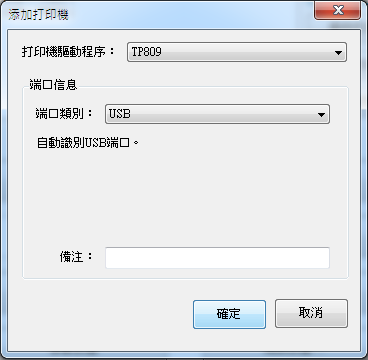 添加打印機
打印機驅動程序： TP809
端口信息
端口類別： USB
自動識別USB端口。
備注：
確定 取消